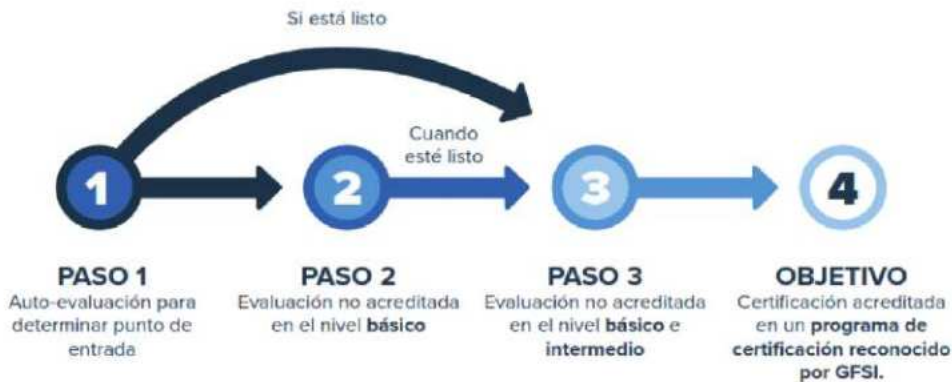 Si está listo
Cuando
esté listo
1
2
3
4
PASO 1
Auto-evaluación para
determinar punto de
entrada
PASO 2
Evaluación no acreditada
en el nivel básico
PASO 3
Evaluación no acreditada
en el nivel básico e
intermedio
OBJETIVO
Certificación acreditada
en un programa de
certificación reconocido
por GFSI.